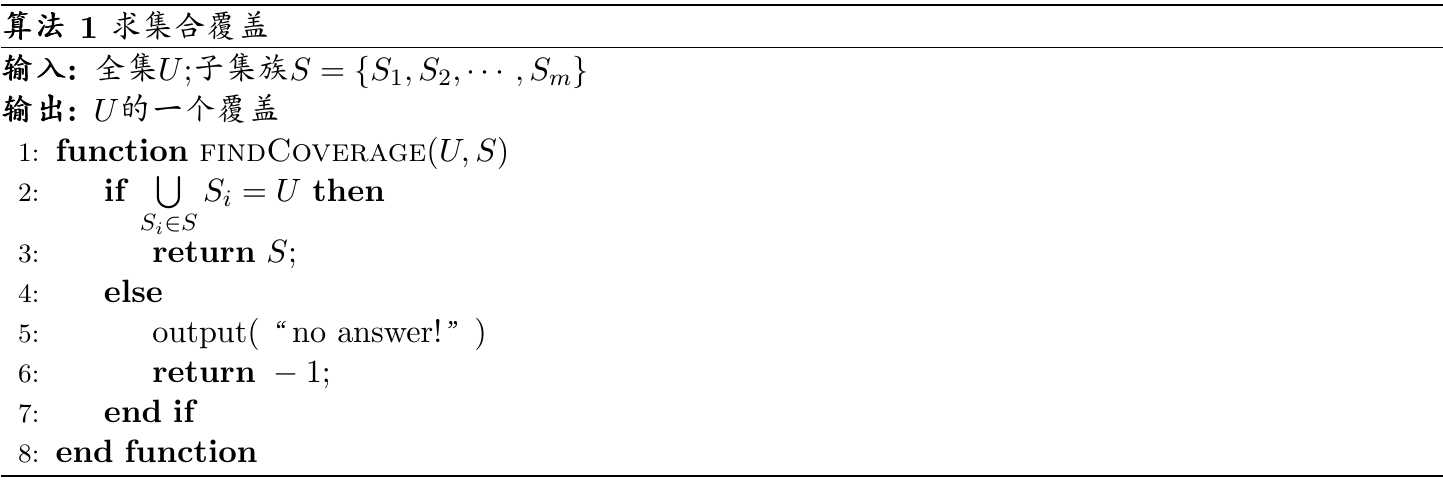 算法 1 求集合覆盖
输入: 全集U;子集族S = {S₁, S₂, ⋯ , Sₘ}
输出: U的一个覆盖
1: function FINDCOVERAGE(U, S)
2: if ⋃_{Sᵢ∈S} Sᵢ = U then
3: return S;
4: else
5: output( “no answer!” )
6: return − 1;
7: end if
8: end function